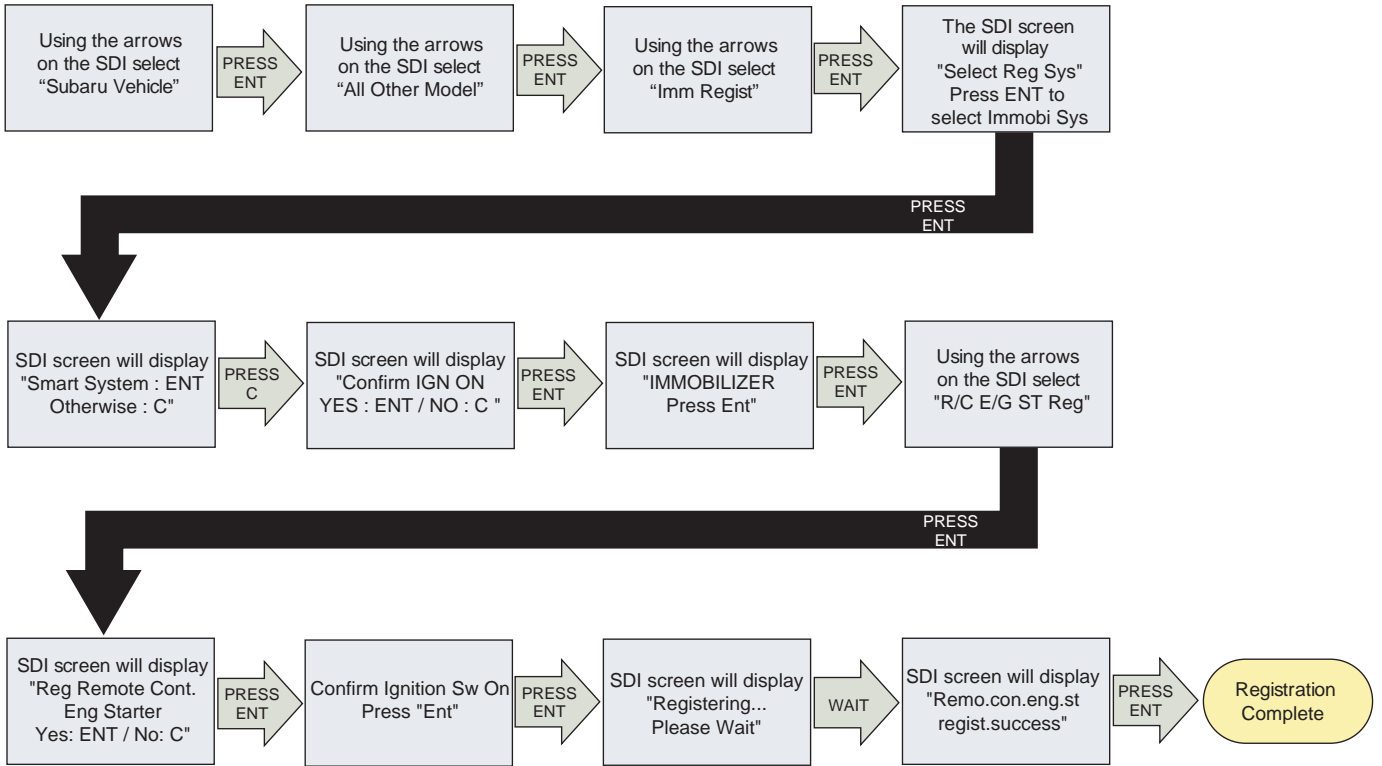 Using the arrows
on the SDI select
“Subaru Vehicle”
PRESS
ENT
Using the arrows
on the SDI select
“All Other Model”
PRESS
ENT
Using the arrows
on the SDI select
“Imm Regist”
PRESS
ENT
The SDI screen
will display
"Select Reg Sys"
Press ENT to
select Immobi Sys
PRESS
ENT
SDI screen will display
"Smart System : ENT
Otherwise : C"
PRESS
C
SDI screen will display
"Confirm IGN ON
YES : ENT / NO : C "
PRESS
ENT
SDI screen will display
"IMMOBILIZER
Press Ent"
PRESS
ENT
Using the arrows
on the SDI select
"R/C E/G ST Reg"
PRESS
ENT
SDI screen will display
"Reg Remote Cont.
Eng Starter
Yes: ENT / No: C"
PRESS
ENT
Confirm Ignition Sw On
Press "Ent"
PRESS
ENT
SDI screen will display
"Registering...
Please Wait"
WAIT
SDI screen will display
"Remo.con.eng.st
regist.success"
PRESS
ENT
Registration
Complete